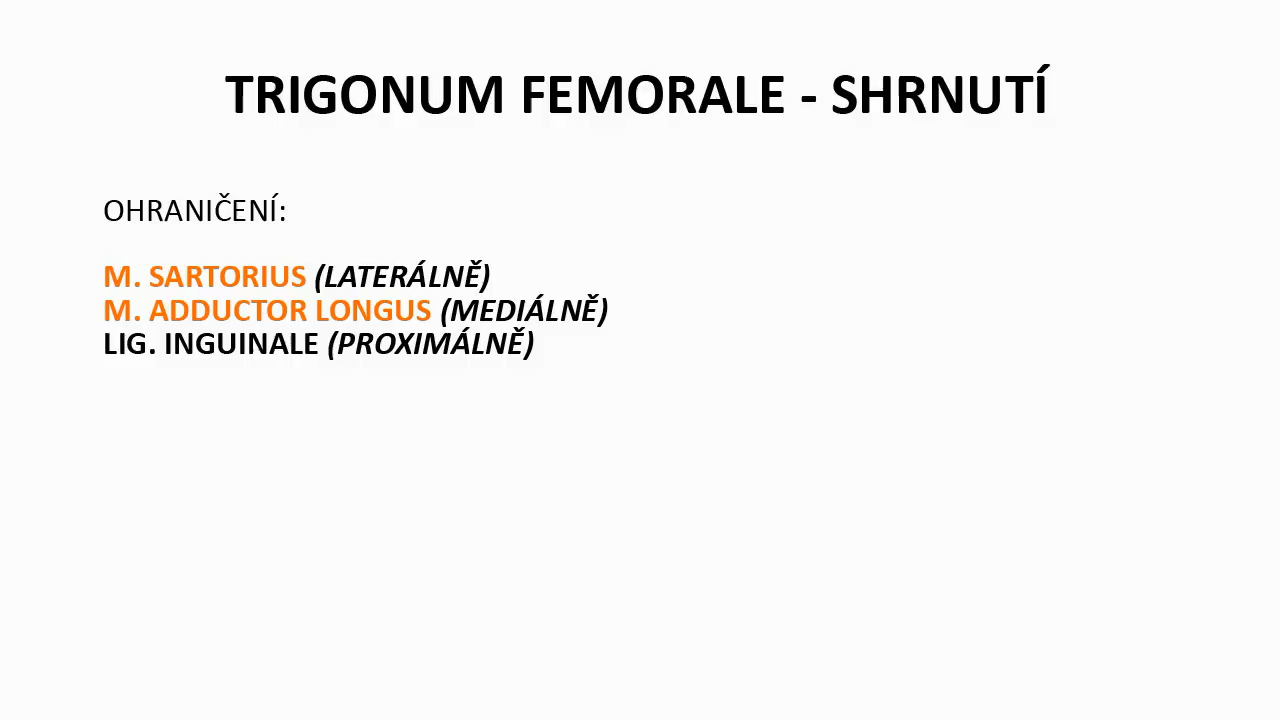 TRIGONUM FEMORALE - SHRNUTÍ
OHRANIČENÍ:
M. SARTORIUS (LATERÁLNĚ)
M. ADDUCTOR LONGUS (MEDIÁLNĚ)
LIG. INGUINALE (PROXIMÁLNĚ)